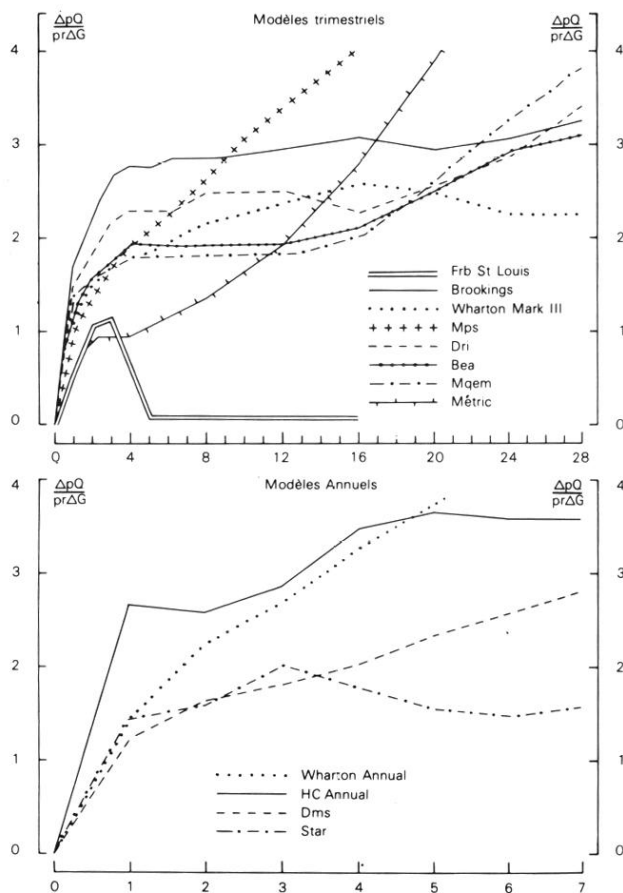 ΔpQ
prΔG
Modèles trimestriels
ΔpQ
prΔG
4
4
3
3
2
2
1
1
0
0
Frb St Louis
Brookings
Wharton Mark III
Mps
Dri
Bea
Mqem
Métric
Q 4 8 12 16 20 24 28
ΔpQ
prΔG
Modèles Annuels
ΔpQ
prΔG
4
4
3
3
2
2
1
1
0
0
Wharton Annual
HC Annual
Dms
Star
0 1 2 3 4 5 6 7